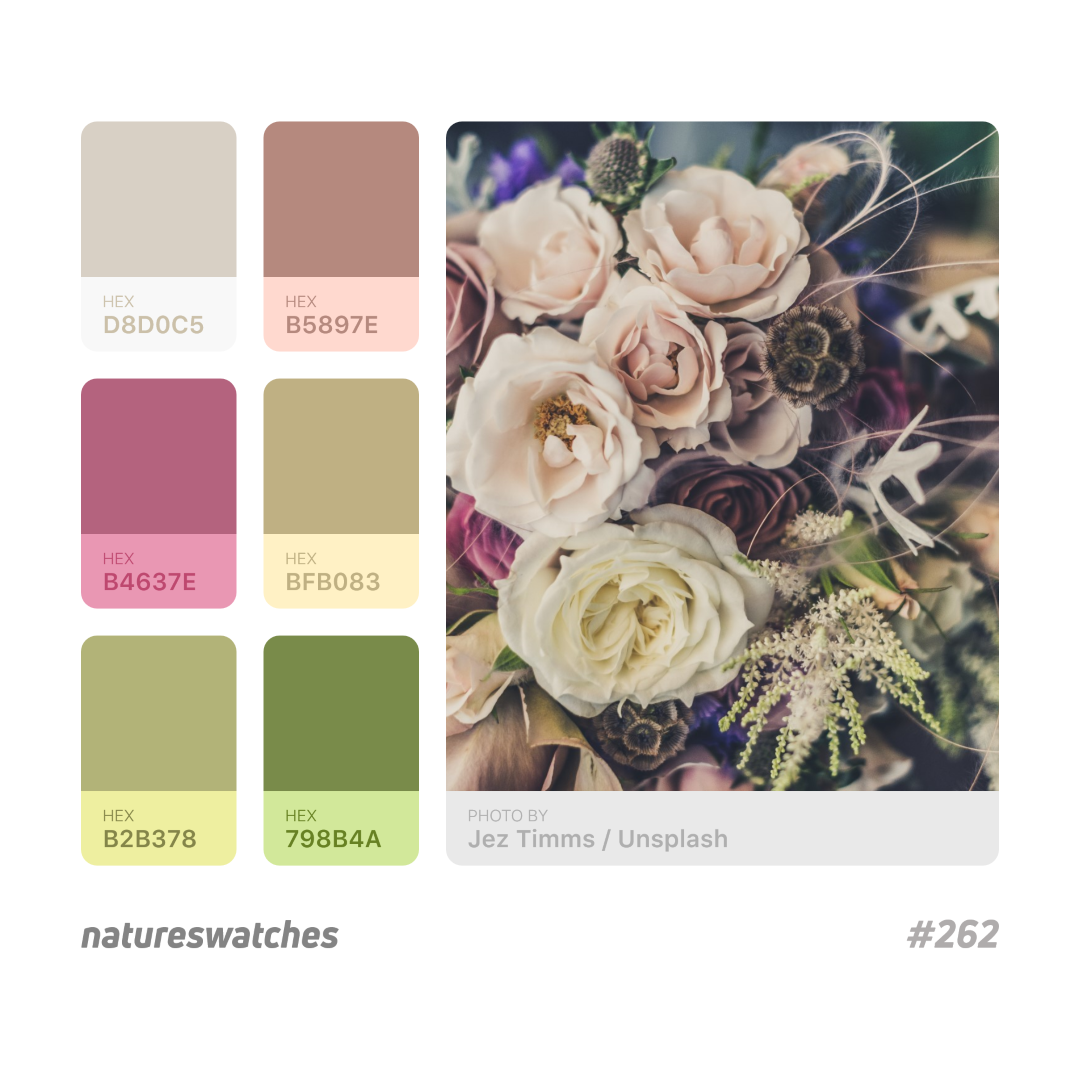 HEX
D8D0C5
HEX
B5897E
HEX
B4637E
HEX
BFB083
HEX
B2B378
HEX
798B4A
PHOTO BY
Jez Timms / Unsplash
natureswatches
#262